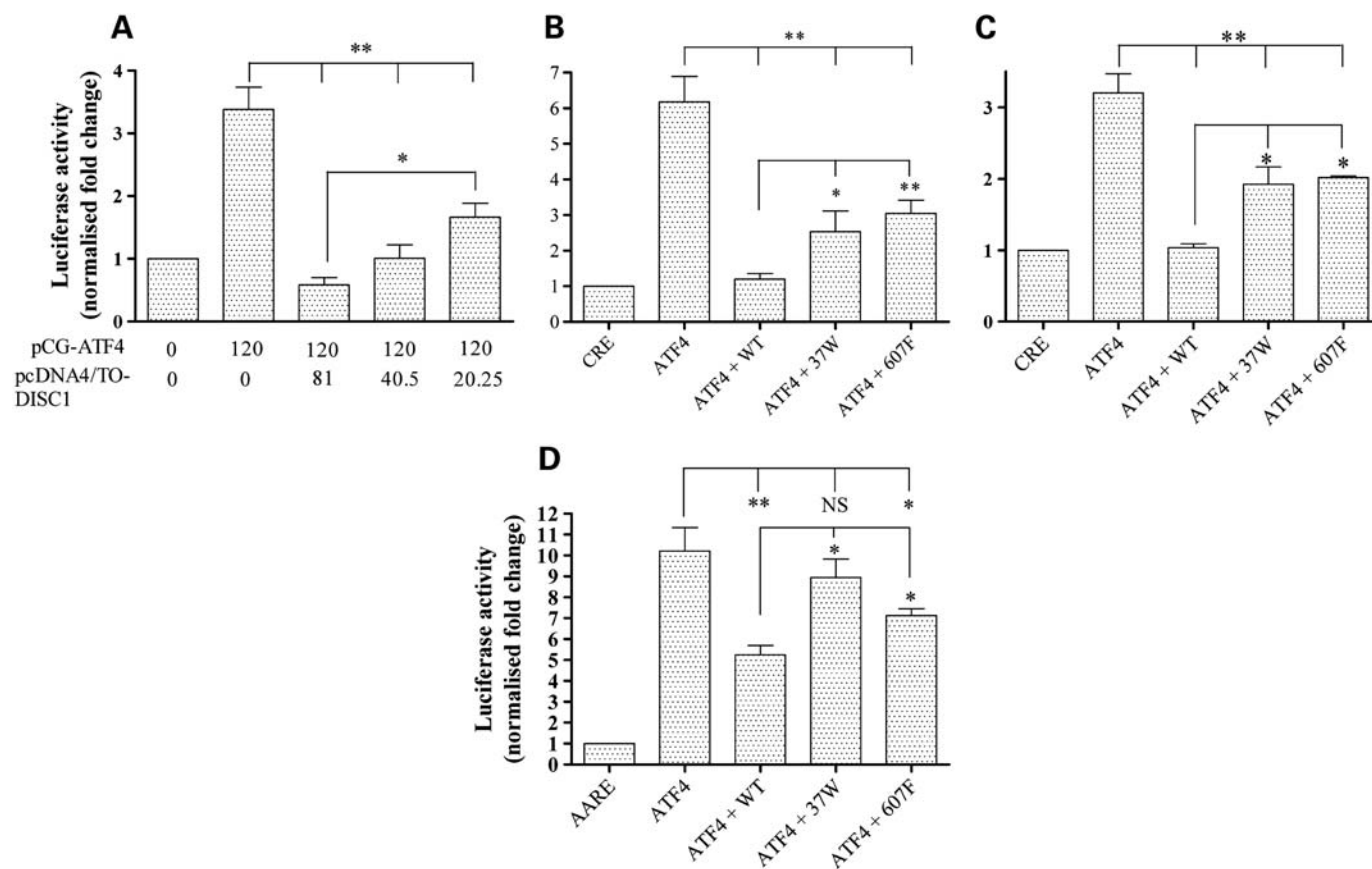 A
**
Luciferase activity
(normalised fold change)
4
3
2
1
0
*
pCG-ATF4 0 120 120 120 120
pcDNA4/TO- 0 0 81 40.5 20.25
DISC1
B
**
7
6
5
4
3
2
1
0
* **
CRE ATF4 ATF4 + WT ATF4 + 37W ATF4 + 607F
C
**
3
2
1
0
* *
CRE ATF4 ATF4 + WT ATF4 + 37W ATF4 + 607F
D
** NS *
Luciferase activity
(normalised fold change)
12
11
10
9
8
7
6
5
4
3
2
1
0
*
*
AARE ATF4 ATF4 + WT ATF4 + 37W ATF4 + 607F